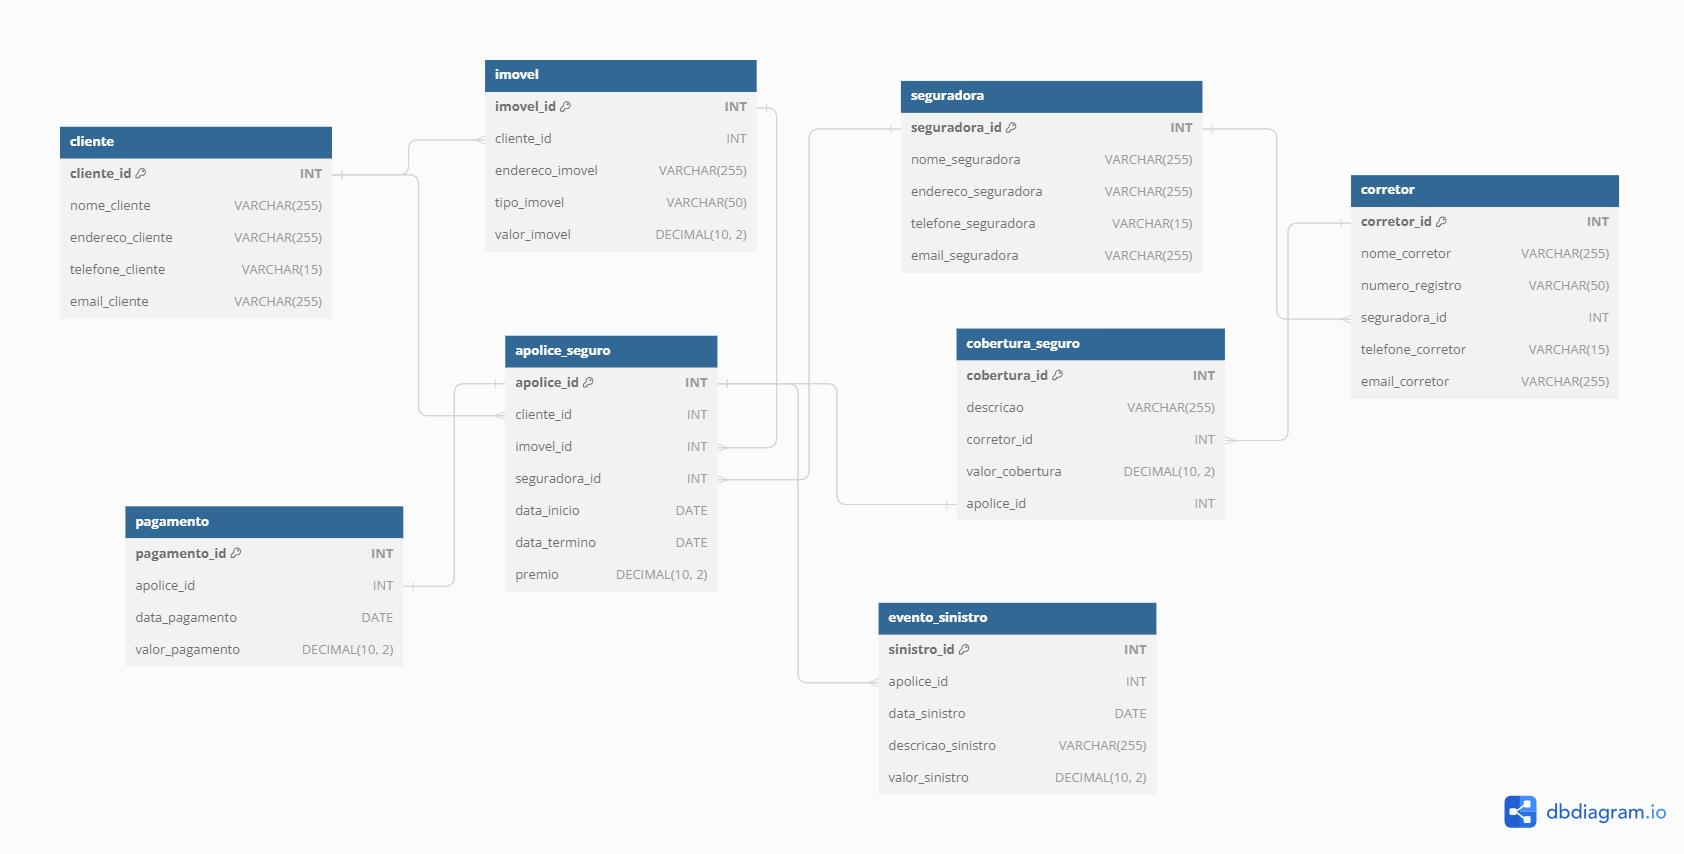 cliente
cliente_id INT
nome_cliente VARCHAR(255)
endereco_cliente VARCHAR(255)
telefone_cliente VARCHAR(15)
email_cliente VARCHAR(255)
imovel
imovel_id INT
cliente_id INT
endereco_imovel VARCHAR(255)
tipo_imovel VARCHAR(50)
valor_imovel DECIMAL(10, 2)
seguradora
seguradora_id INT
nome_seguradora VARCHAR(255)
endereco_seguradora VARCHAR(255)
telefone_seguradora VARCHAR(15)
email_seguradora VARCHAR(255)
corretor
corretor_id INT
nome_corretor VARCHAR(255)
numero_registro VARCHAR(50)
seguradora_id INT
telefone_corretor VARCHAR(15)
email_corretor VARCHAR(255)
apolice_seguro
apolice_id INT
cliente_id INT
imovel_id INT
seguradora_id INT
data_inicio DATE
data_termino DATE
premio DECIMAL(10, 2)
cobertura_seguro
cobertura_id INT
descricao VARCHAR(255)
corretor_id INT
valor_cobertura DECIMAL(10, 2)
apolice_id INT
pagamento
pagamento_id INT
apolice_id INT
data_pagamento DATE
valor_pagamento DECIMAL(10, 2)
evento_sinistro
sinistro_id INT
apolice_id INT
data_sinistro DATE
descricao_sinistro VARCHAR(255)
valor_sinistro DECIMAL(10, 2)
dbdiagram.io